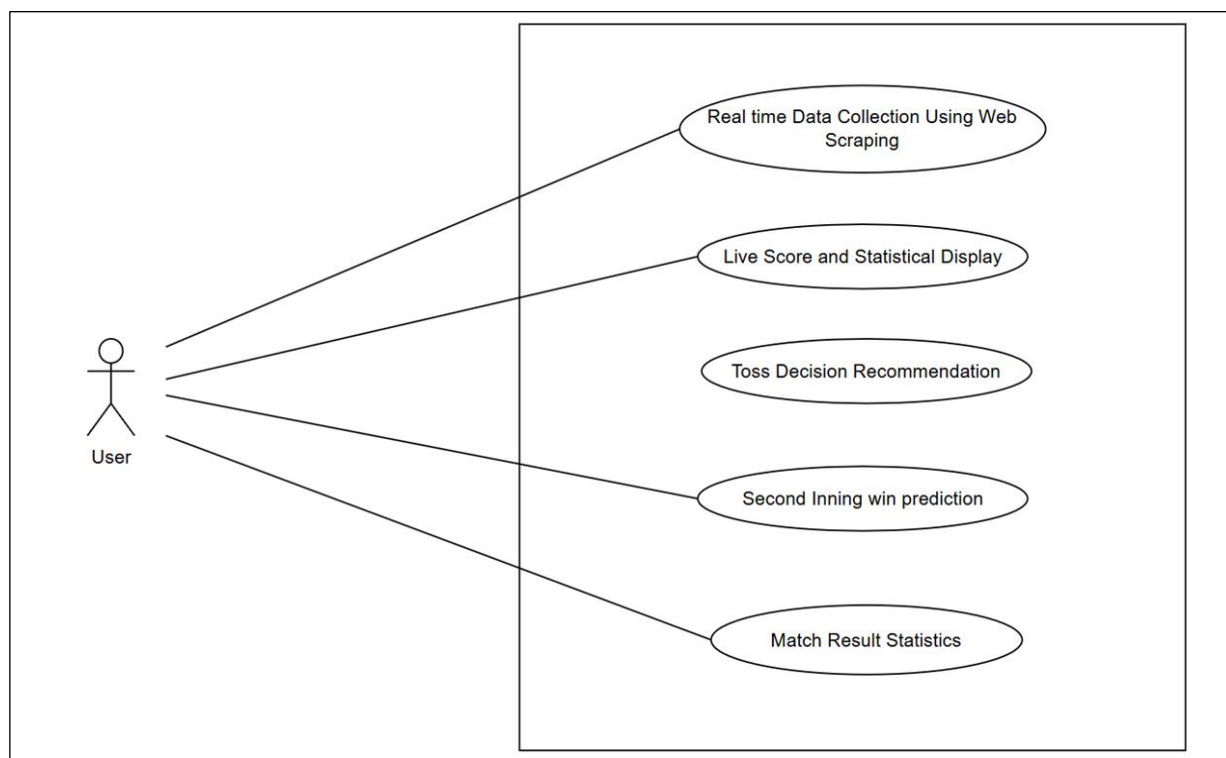 Real time Data Collection Using Web
Scraping
Live Score and Statistical Display
Toss Decision Recommendation
User
Second Inning win prediction
Match Result Statistics